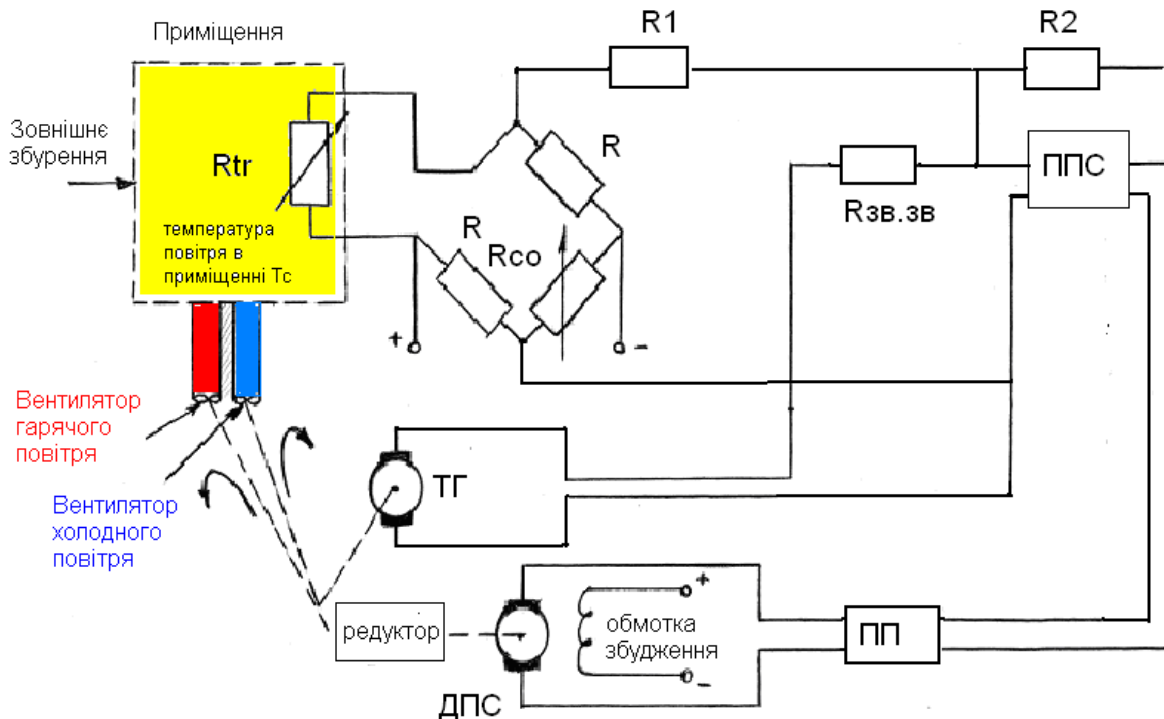 Приміщення
R1
R2
Зовнішнє
збурення
Rtr
R
ППС
Rзв.зв
температура
повітря в
приміщенні Тс
R
Rсо
+
-
Вентилятор
гарячого
повітря
ТГ
Вентилятор
холодного
повітря
редуктор
+
обмотка
збудження
-
ПП
ДПС